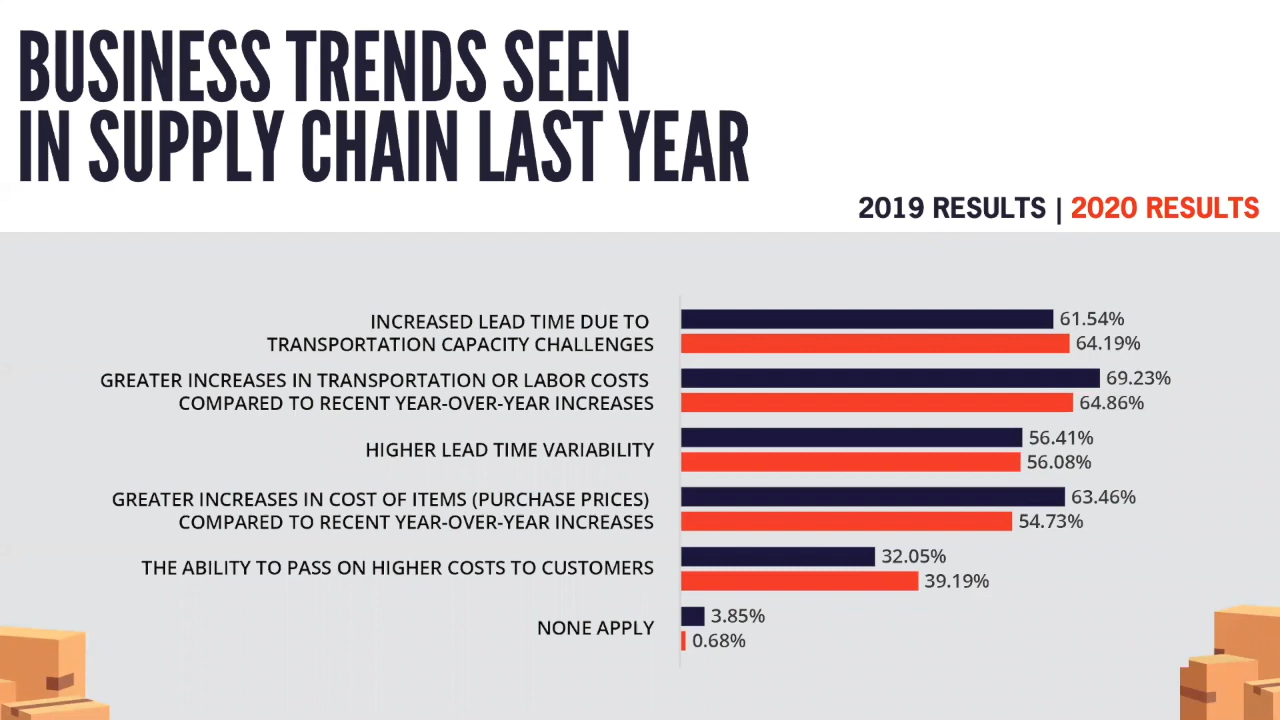 BUSINESS TRENDS SEEN
IN SUPPLY CHAIN LAST YEAR
2019 RESULTS | 2020 RESULTS
INCREASED LEAD TIME DUE TO
TRANSPORTATION CAPACITY CHALLENGES
61.54%
64.19%
GREATER INCREASES IN TRANSPORTATION OR LABOR COSTS
COMPARED TO RECENT YEAR-OVER-YEAR INCREASES
69.23%
64.86%
HIGHER LEAD TIME VARIABILITY
56.41%
56.08%
GREATER INCREASES IN COST OF ITEMS (PURCHASE PRICES)
COMPARED TO RECENT YEAR-OVER-YEAR INCREASES
63.46%
54.73%
THE ABILITY TO PASS ON HIGHER COSTS TO CUSTOMERS
32.05%
39.19%
NONE APPLY
3.85%
0.68%